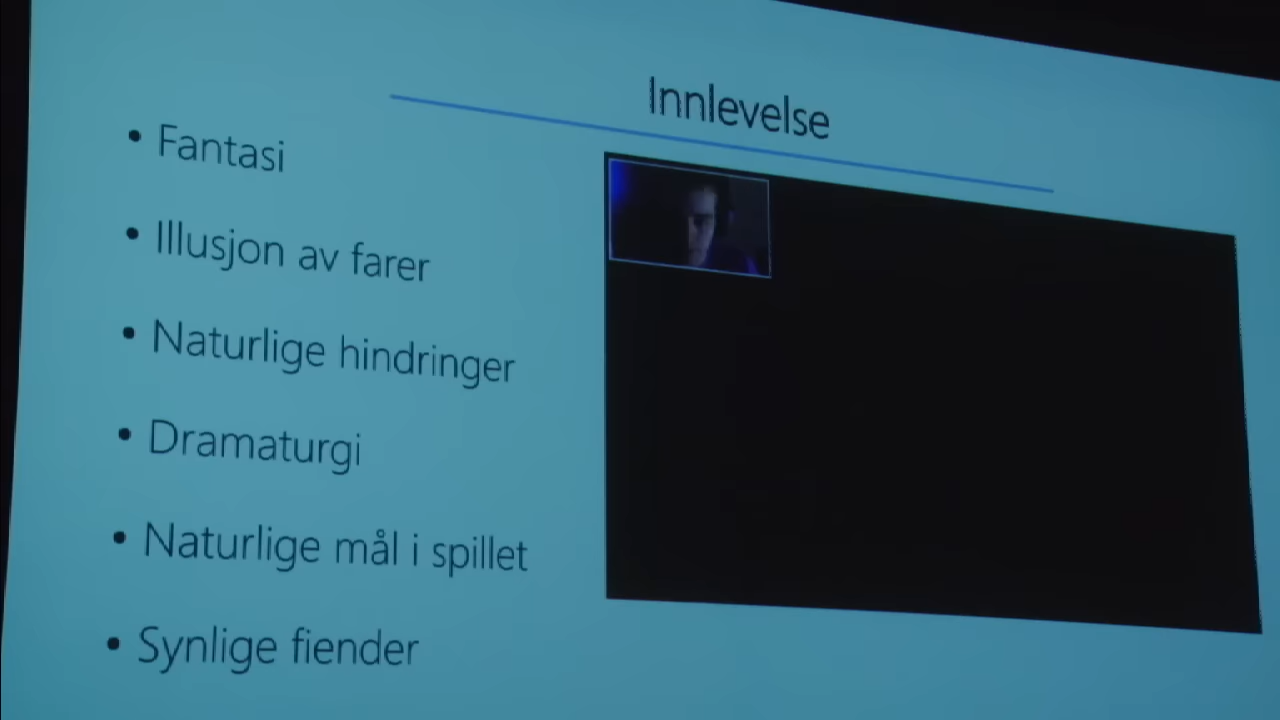 Innlevelse
Fantasi
Illusjon av farer
Naturlige hindringer
Dramaturgi
Naturlige mål i spillet
Synlige fiender